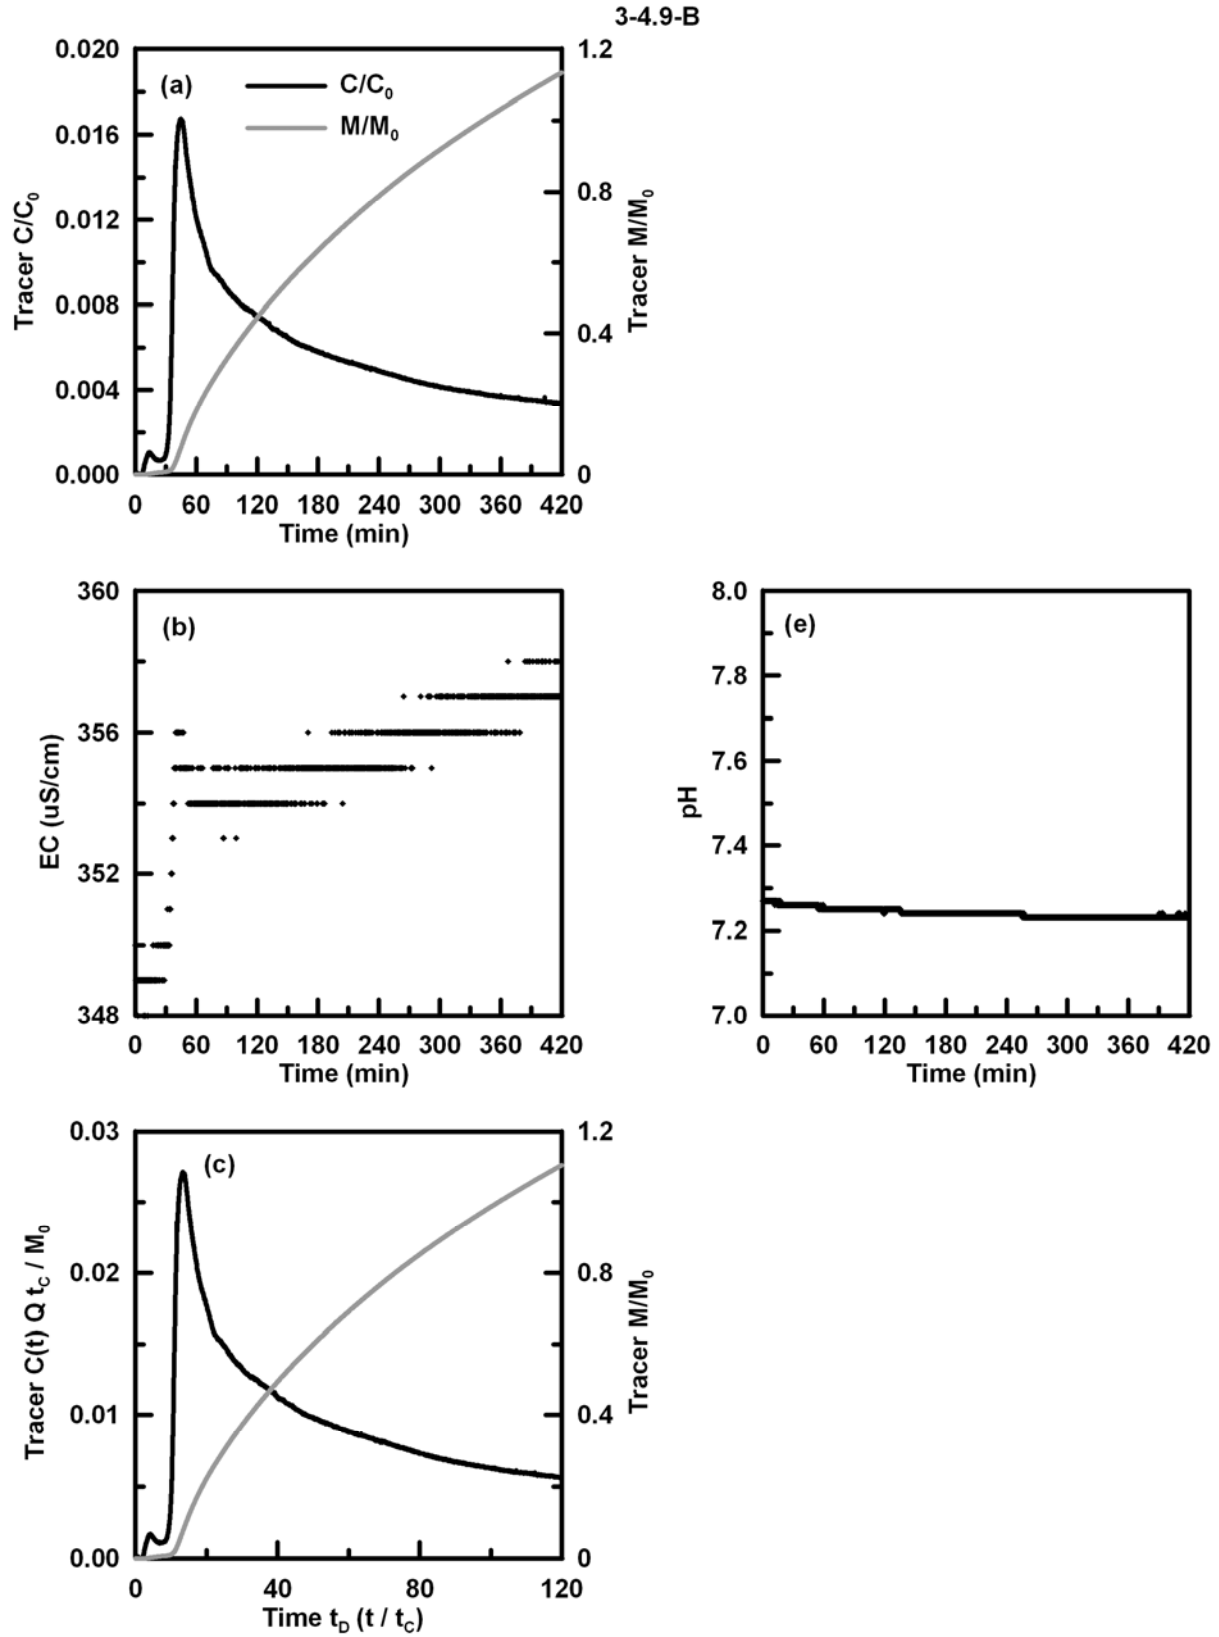 3-4.9-B
(a)
C/C0
M/M0
0.020
0.016
0.012
0.008
0.004
0.000
Tracer C/C0
1.2
0.8
0.4
0
Tracer M/M0
0 60 120 180 240 300 360 420
Time (min)
(b)
360
356
352
348
EC (uS/cm)
0 60 120 180 240 300 360 420
Time (min)
(e)
8.0
7.8
7.6
7.4
7.2
7.0
pH
0 60 120 180 240 300 360 420
Time (min)
(c)
0.03
0.02
0.01
0.00
Tracer C(t) Q tC / M0
1.2
0.8
0.4
0
Tracer M/M0
0 40 80 120
Time tD (t / tC)